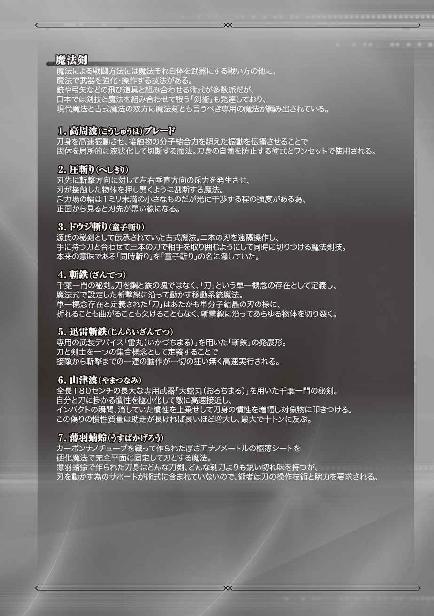 魔法剣
魔法による戦闘方法には魔法それ自体を武器にする戦い方の他に、
魔法で武器を強化・操作する技法がある。
銃や弓矢などの飛び道具と組み合わせる術式が多数派だが、
日本では剣技と魔法を組み合わせて戦う「剣術」も発達しており、
現代魔法と古式魔法の双方に魔法剣とも言うべき専用の魔法が編み出されている。
1.高周波(こうしゅうは)ブレード
刀身を高速振動させ、接触物の分子結合力を超えた振動を伝播させることで
固体を局所的に液状化して切断する魔法。刀身の自壊を防止する術式とワンセットで使用される。
2.圧斬り(へしきり)
刃先に斬撃方向に対して左右垂直方向の斥力を発生させ、
刃が接触した物体を押し開くように割断する魔法。
斥力場の幅は1ミリ未満の小さなものだが光に干渉する程の強度がある為、
正面から見ると刃先が黒い線になる。
3.ドウジ斬り(童子斬り)
源氏の秘剣として伝承されていた古式魔法。二本の刃を遠隔操作し、
手に持つ刀と合わせて三本の刀で相手を取り囲むようにして同時に切りつける魔法剣技。
本来の意味である「同時斬り」を「童子斬り」の名に隠していた。
4.斬鉄(ざんてつ)
千葉一門の秘剣。刀を鋼と鉄の塊ではなく、「刀」という単一概念の存在として定義し、
魔法式で設定した斬撃線に沿って動かす移動系統魔法。
単一概念存在と定義された「刀」はあたかも単分子結晶の刃の様に、
折れることも曲がることも欠けることもなく、斬撃線に沿ってあらゆる物体を切り裂く。
5.迅雷斬鉄(じんらいざんてつ)
専用の武装デバイス「雷丸(いかづちまる)」を用いた「斬鉄」の発展形。
刀と剣士を一つの集合概念として定義することで
接敵から斬撃までの一連の動作が一切の狂い無く高速実行される。
6.山津波(やまつなみ)
全長180センチの長大な専用武器「大蛇丸(おろちまる)」を用いた千葉一門の秘剣。
自分と刀に掛かる慣性を極小化して敵に高速接近し、
インパクトの瞬間、消していた慣性を上乗せして刀身の慣性を増幅し対象物に叩きつける。
この偽りの慣性質量は助走が長ければ長いほど増大し、最大で十トンに及ぶ。
7.薄羽蜻蛉(うすばかげろう)
カーボンナノチューブを織って作られた厚さ五ナノメートルの極薄シートを
硬化魔法で完全平面に固定して刃とする魔法。
薄羽蜻蛉で作られた刀身はどんな刀剣、どんな剃刀よりも鋭い切れ味を持つが、
刃を動かす為のサポートが術式に含まれていないので、術者は刀の操作技術と腕力を要求される。